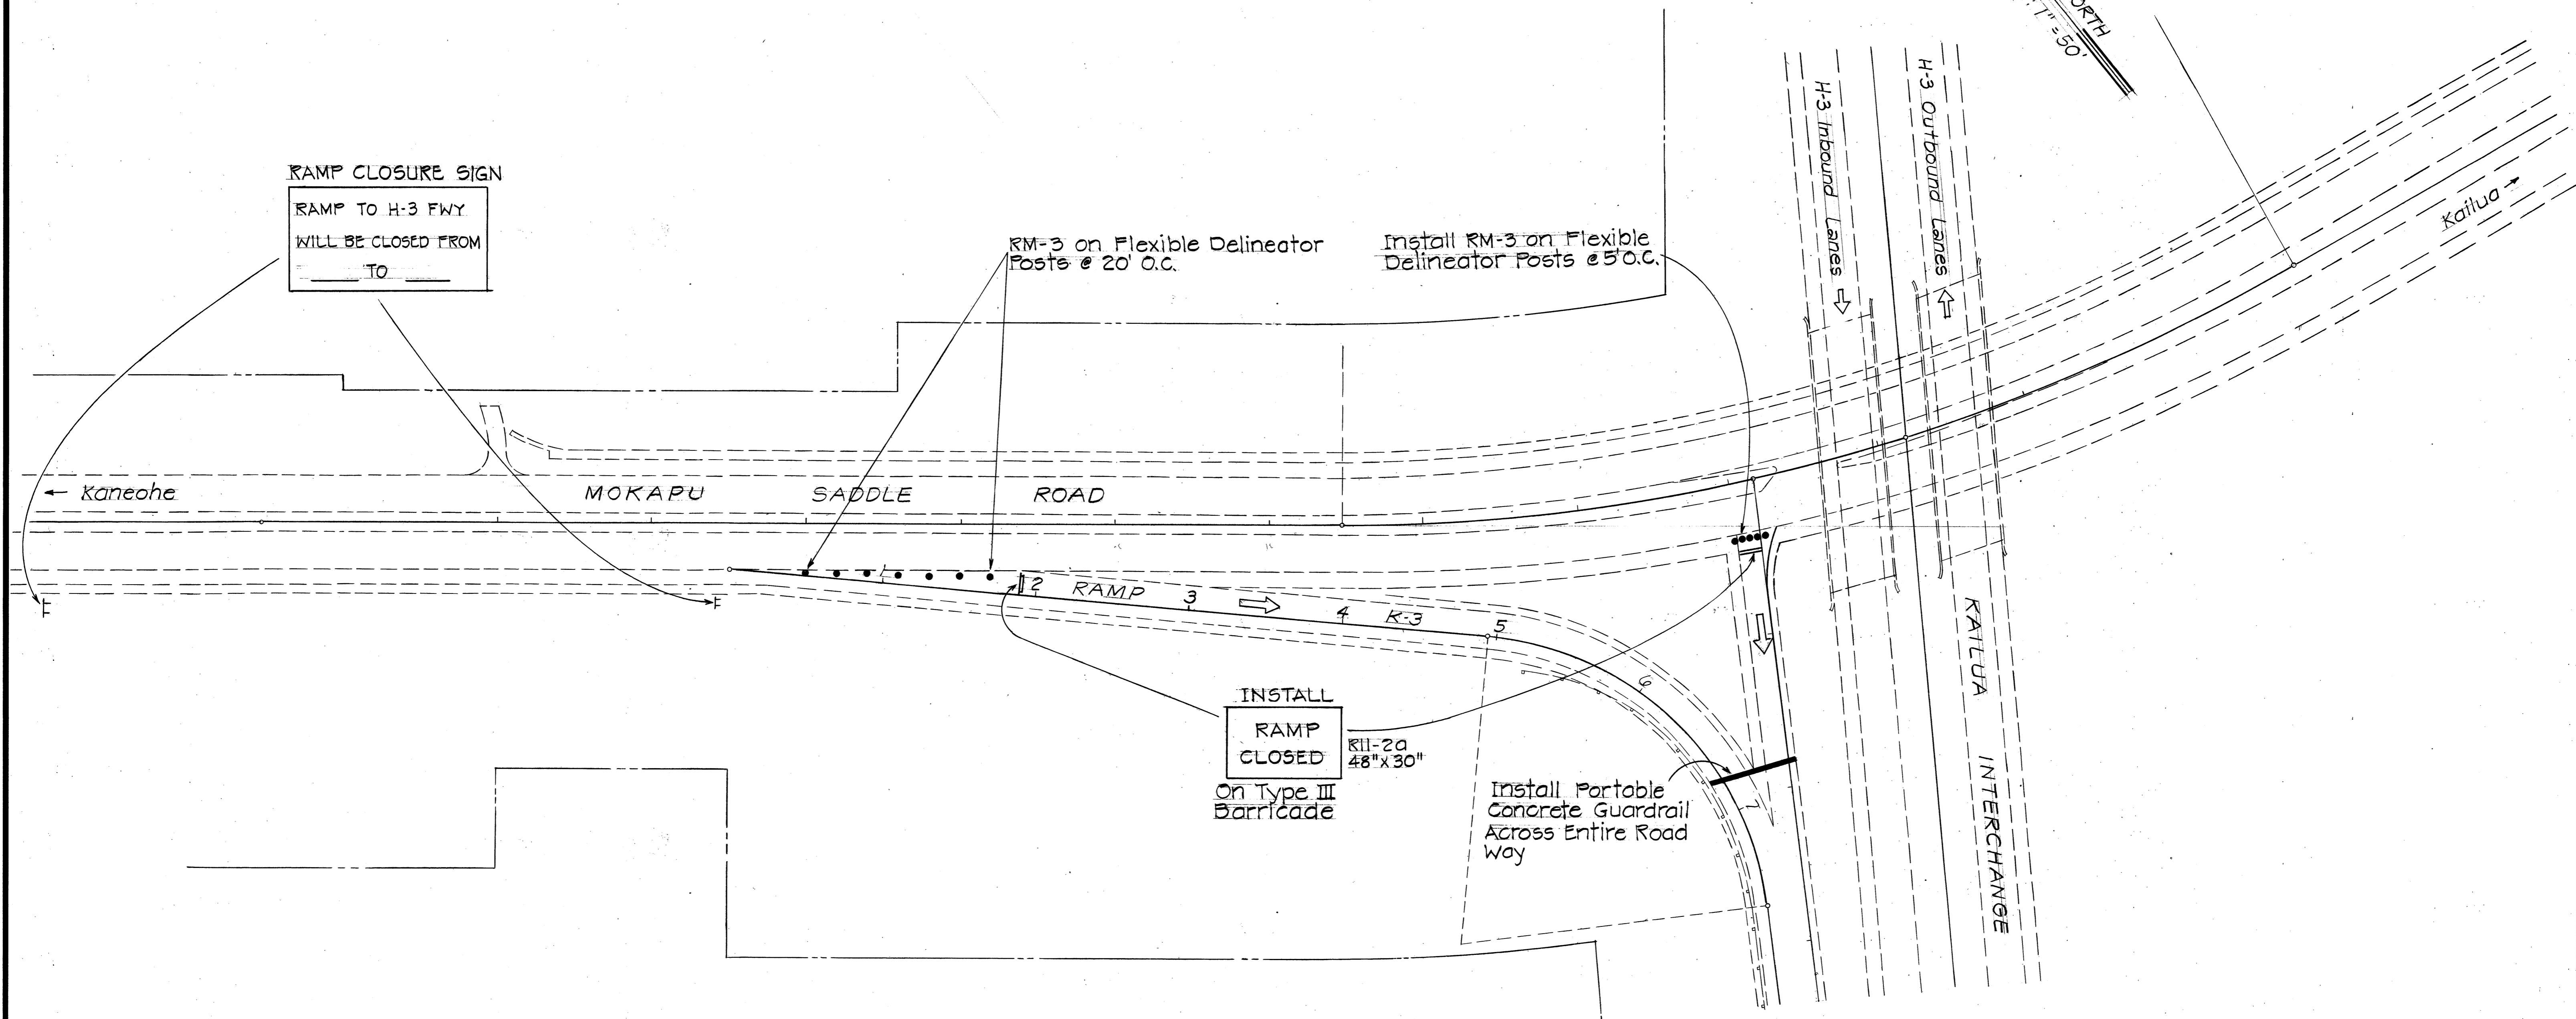 RAMP CLOSURE SIGN
RAMP TO H-3 FWY
WILL BE CLOSED FROM
TO
RM-3 on Flexible Delineator
Posts @ 20' O.C.
Install RM-3 on Flexible
Delineator Posts @ 5' O.C.
H-3 Inbound Lanes
H-3 Outbound Lanes
1" = 50'
Kailua
Kaneohe
MOKAPU SADDLE ROAD
1
2
RAMP
3
4
K-3
5
6
7
INSTALL
RAMP
CLOSED
R11-2a
48"x30"
On Type III
Barricade
Install Portable
Concrete Guardrail
Across Entire Road
Way
KAILUA INTERCHANGE